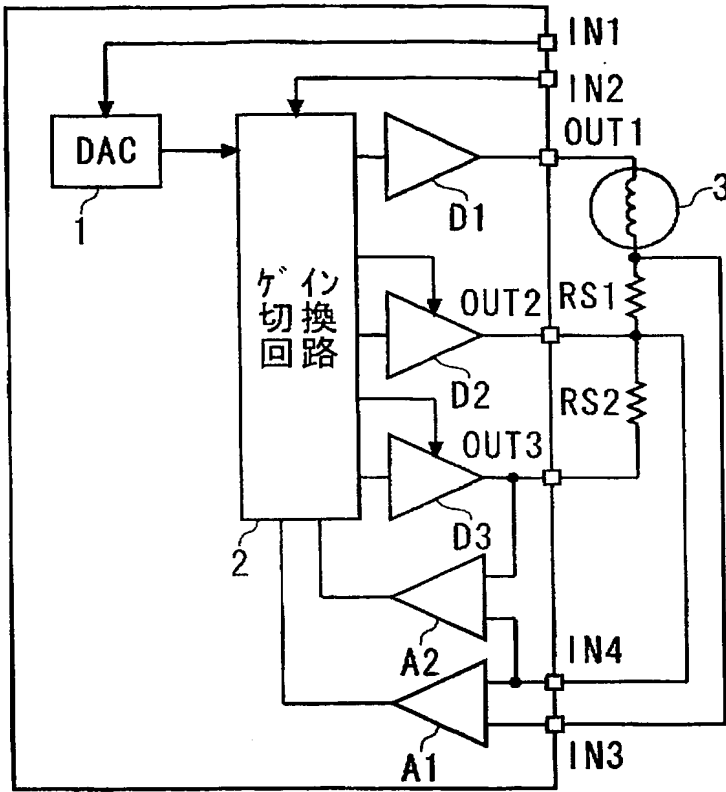 IN1
IN2
DAC
1
OUT1
D1
3
ゲイン
切換
回路
OUT2
RS1
D2
RS2
OUT3
D3
2
A2
IN4
A1
IN3